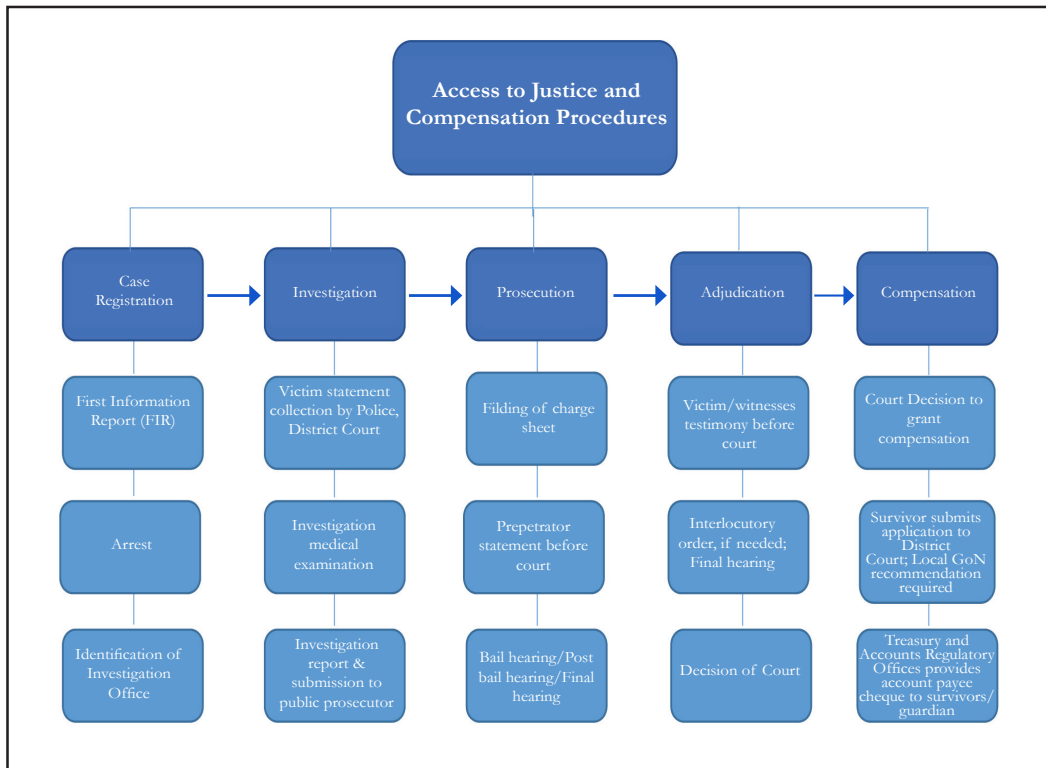 Access to Justice and
Compensation Procedures
Case
Registration
Investigation
Prosecution
Adjudication
Compensation
First Information
Report (FIR)
Victim statement
collection by Police,
District Court
Filding of charge
sheet
Victim/witnesses
testimony before
court
Court Decision to
grant
compensation
Arrest
Investigation
medical
examination
Prepetrator
statement before
court
Interlocutory
order, if needed;
Final hearing
Survivor submits
application to
District
Court; Local GoN
recommendation
required
Identification of
Investigation
Office
Investigation
report &
submission to
public prosecutor
Bail hearing/Post
bail hearing/Final
hearing
Decision of Court
Treasury and
Accounts Regulatory
Offices provides
account payee
cheque to survivors/
guardian